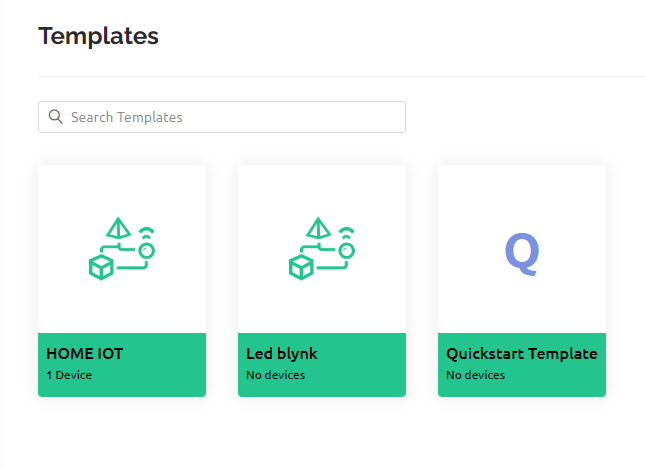 Templates
Search Templates
HOME IOT
1 Device
Led blynk
No devices
Q
Quickstart Template
No devices